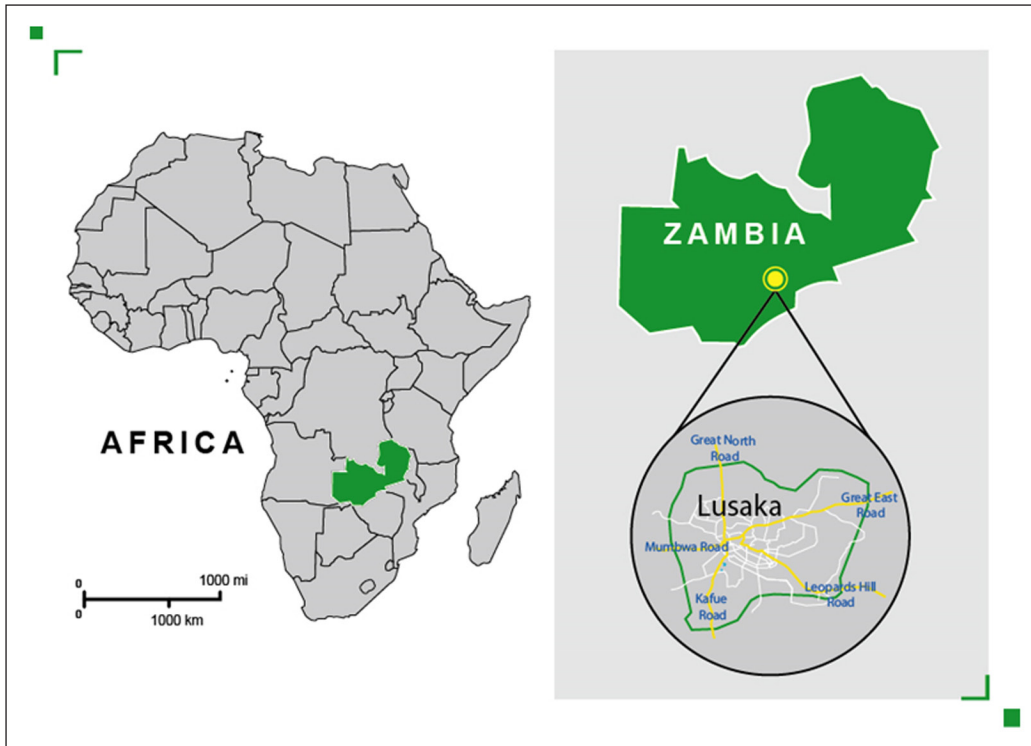 AFRICA
0
1000 mi
0
1000 km
ZAMBIA
Great North
Road
Lusaka
Great East
Road
Mumbwa Road
Leopards Hill
Road
Kafue
Road